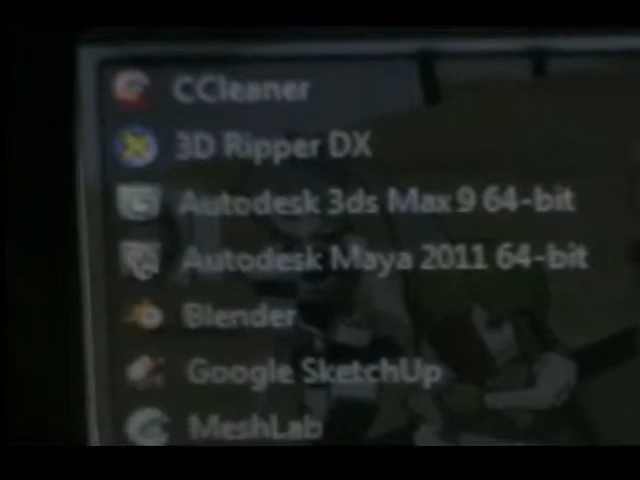 CCleaner
3D Ripper DX
Autodesk 3ds Max 9 64-bit
Autodesk Maya 2011 64-bit
Blender
Google SketchUp
MeshLab